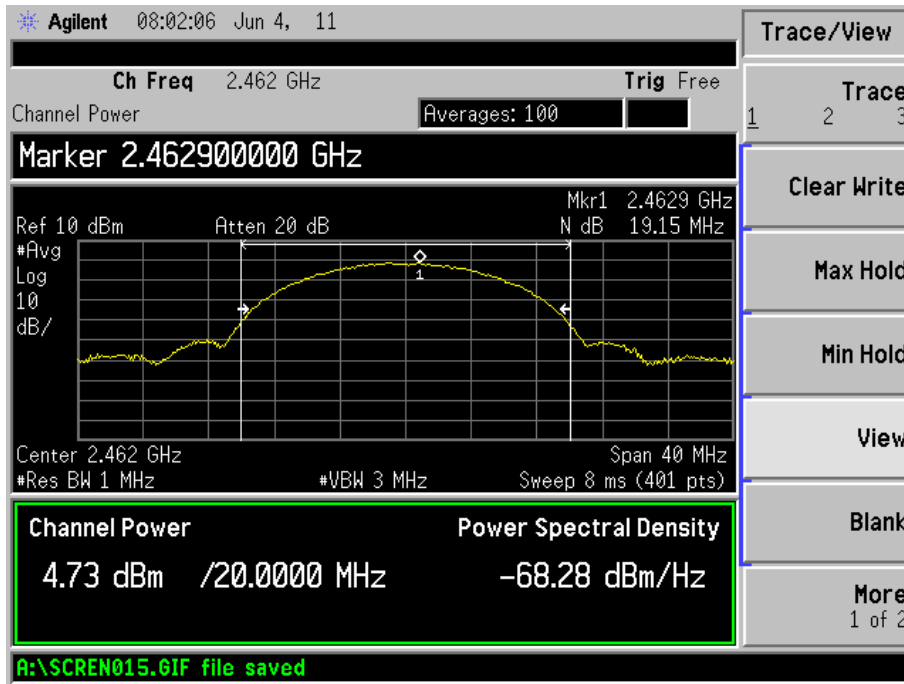 Agilent 08:02:06 Jun 4, 11
Trace/View
Ch Freq 2.462 GHz Trig Free
Channel Power Averages: 100
Marker 2.462900000 GHz
Mkr1 2.4629 GHz
Ref 10 dBm Atten 20 dB N dB 19.15 MHz
#Avg
Log
10
dB/
1
Center 2.462 GHz Span 40 MHz
#Res BW 1 MHz #VBW 3 MHz Sweep 8 ms (401 pts)
Channel Power Power Spectral Density
4.73 dBm /20.0000 MHz -68.28 dBm/Hz
A:\SCREN015.GIF file saved
Trace
1 2 3
Clear Write
Max Hold
Min Hold
View
Blank
More
1 of 2